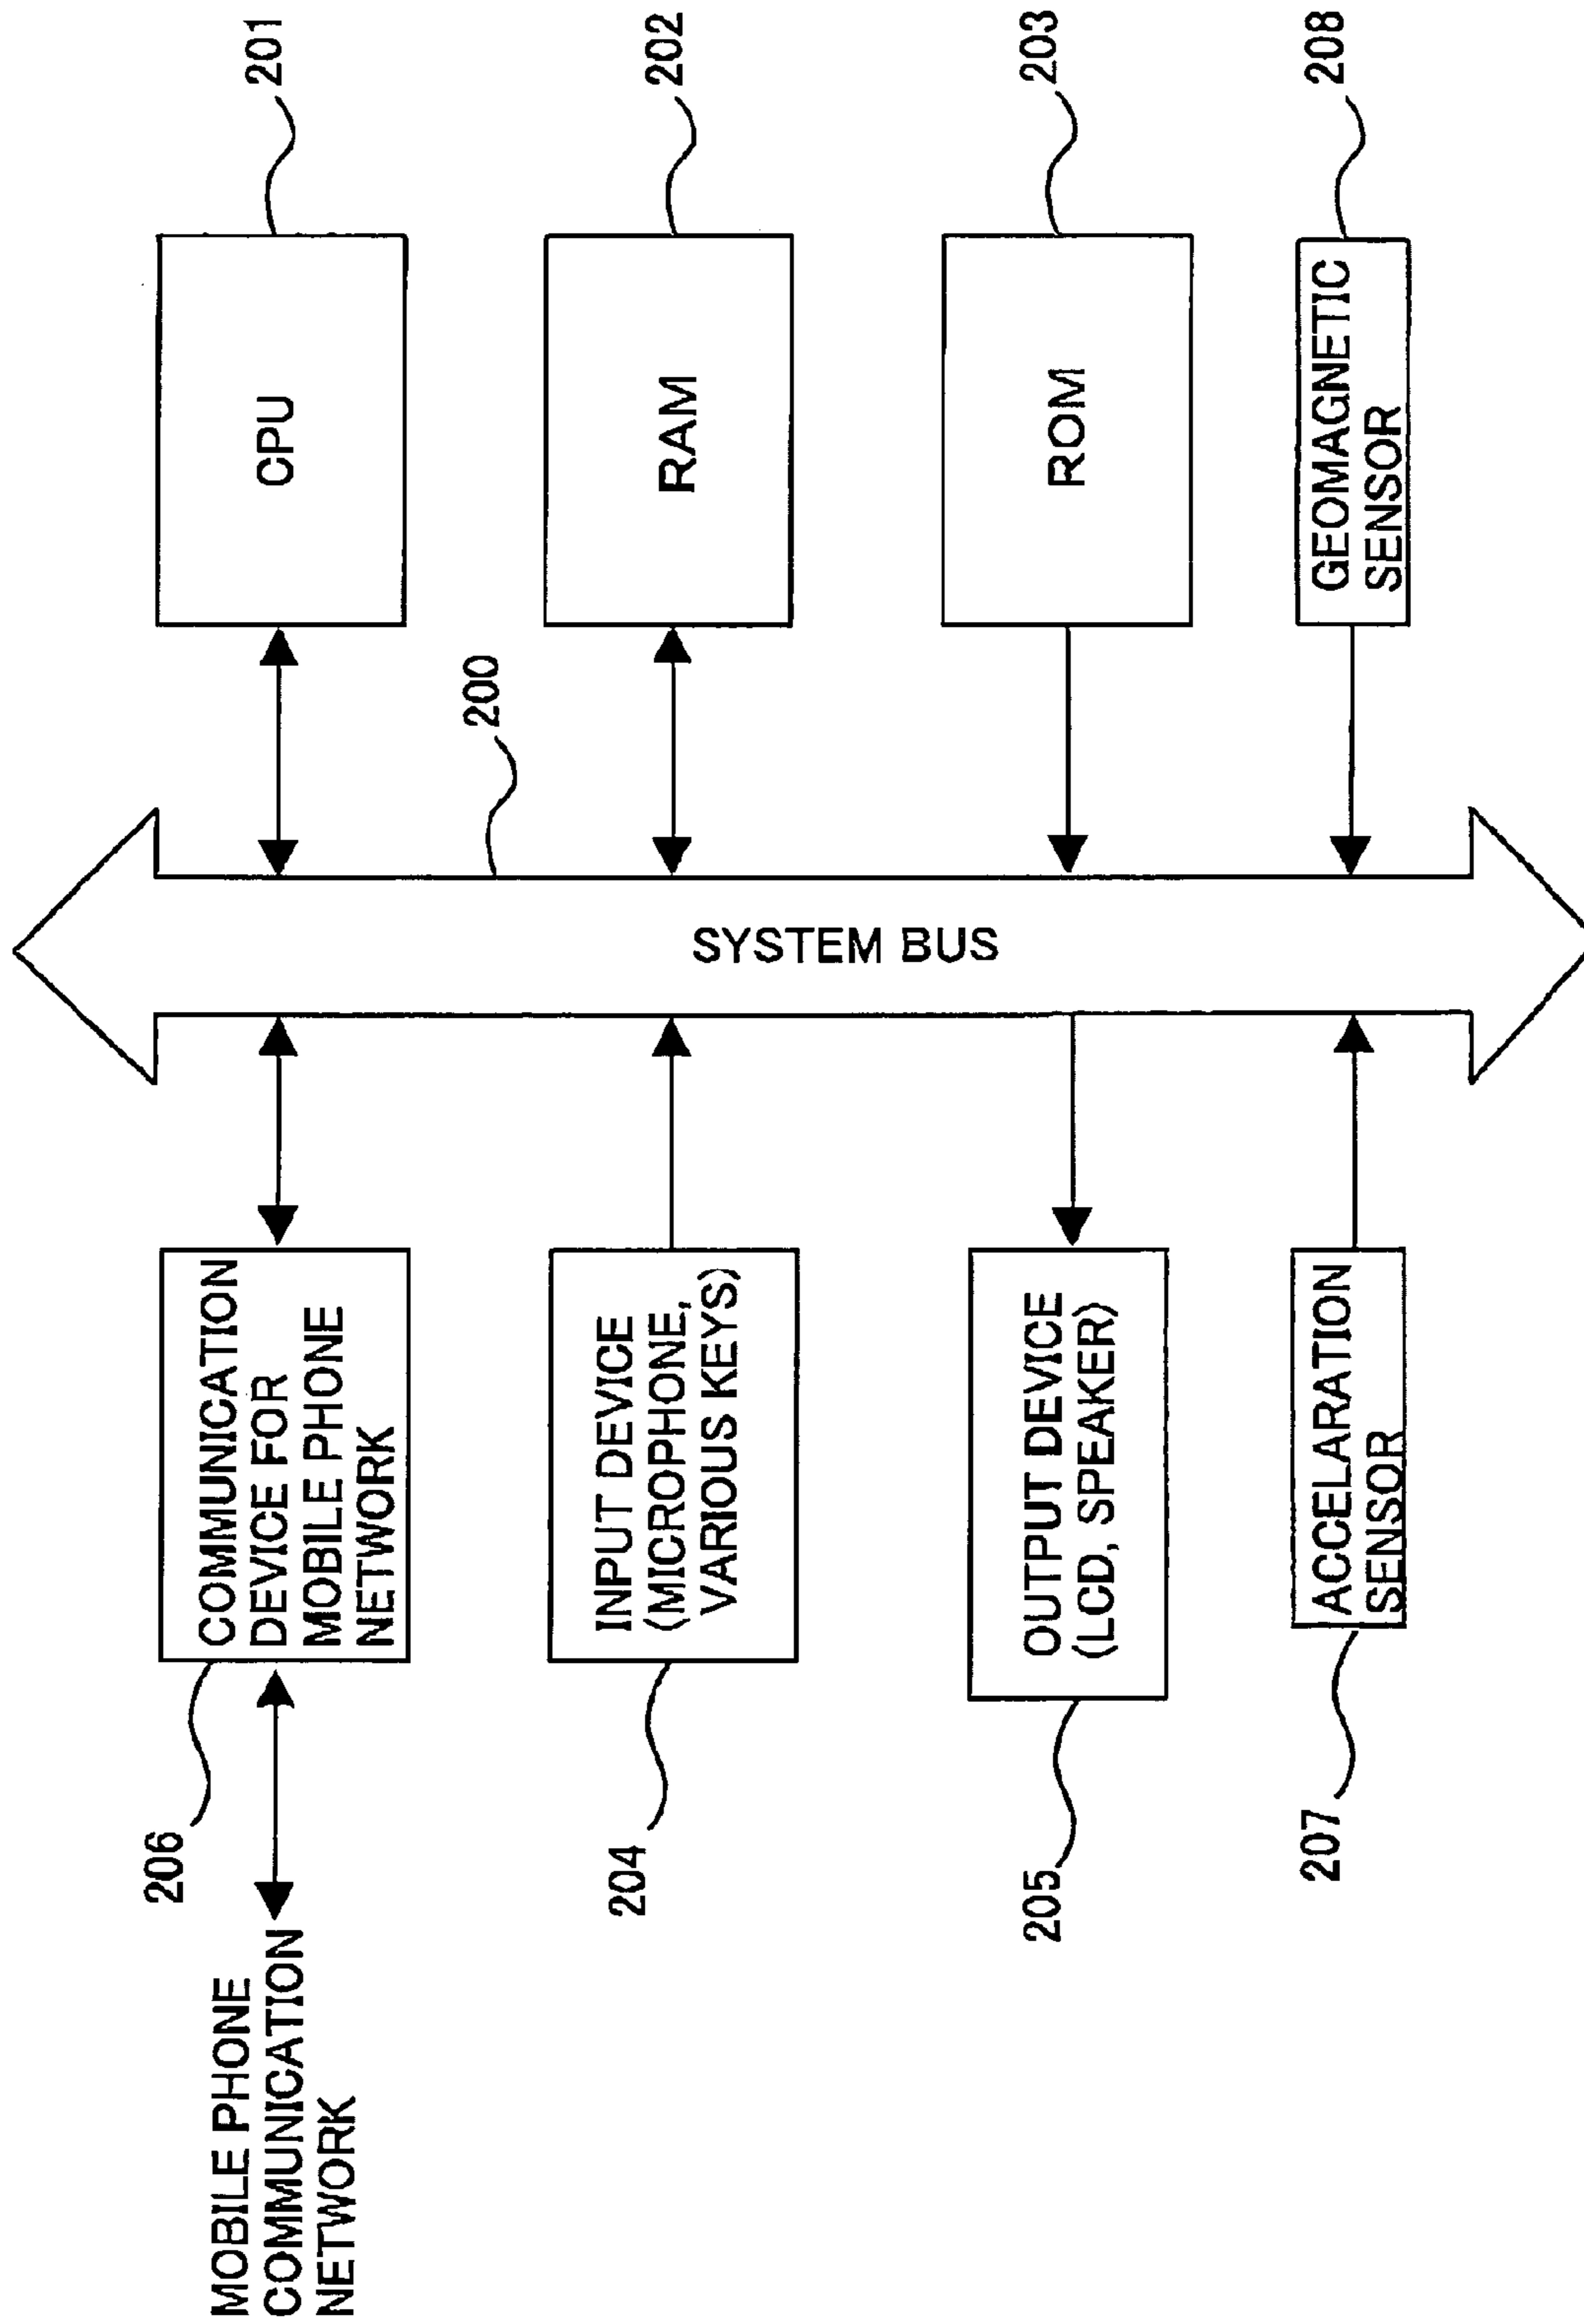 MOBILE PHONE
COMMUNICATION
NETWORK
206
COMMUNICATION
DEVICE FOR
MOBILE PHONE
NETWORK
CPU
201
200
204
INPUT DEVICE
(MICROPHONE,
VARIOUS KEYS)
SYSTEM BUS
RAM
202
205
OUTPUT DEVICE
(LCD, SPEAKER)
ROM
203
207
ACCELARATION
SENSOR
GEOMAGNETIC
SENSOR
208